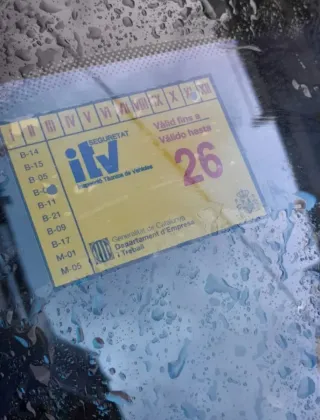 I II III IV V VI VII VIII IX X XI XII
B-14
B-15
B-05
B-11
B-21
B-09
B-17
M-01
M-05
SEGURETAT
itv
Inspecció Tècnica de Vehicles
Vàlid fins a
Válido hasta
26
Generalitat de Catalunya
Departament d'Empresa
i Treball